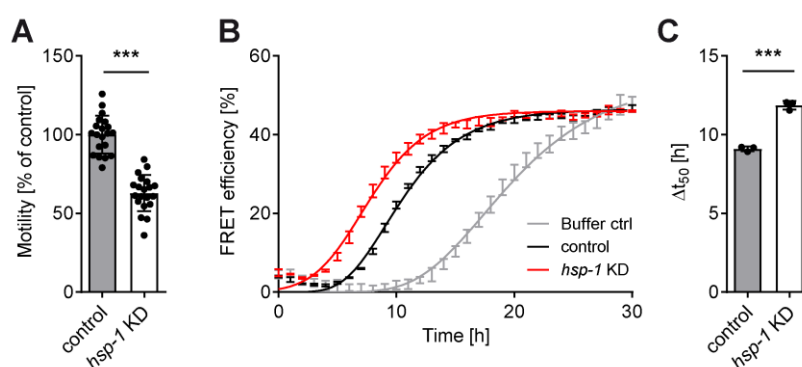 A
Motility [% of control]
150
100
50
0
***
control
hsp-1 KD
B
FRET efficiency [%]
60
40
20
0
0
10
20
30
Time [h]
Buffer ctrl
control
hsp-1 KD
C
Δt50 [h]
15
10
5
0
***
control
hsp-1 KD